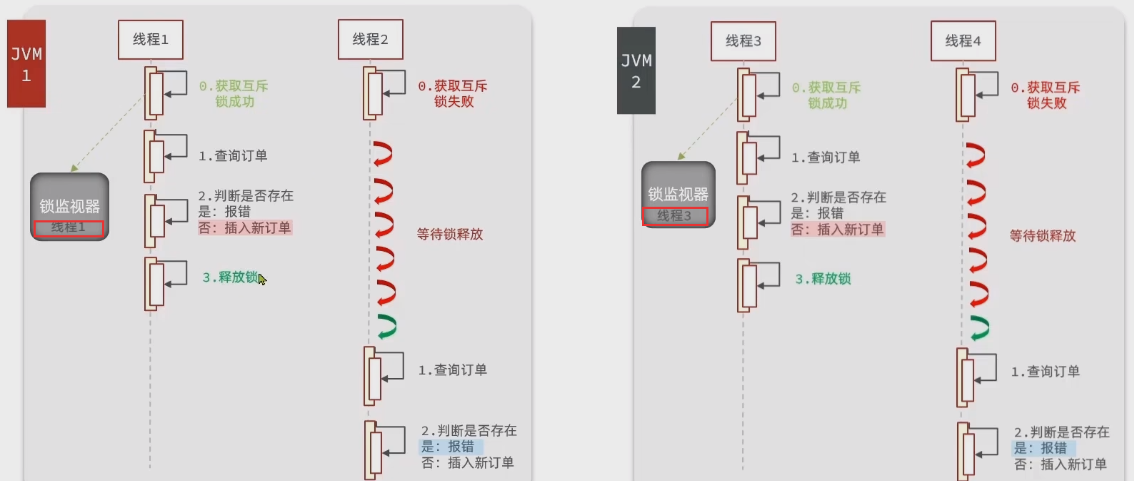 JVM
1
线程1
线程2
0.获取互斥
锁成功
0.获取互斥
锁失败
1.查询订单
锁监视器
线程1
2.判断是否存在
是：报错
否：插入新订单
等待锁释放
3.释放锁
1.查询订单
2.判断是否存在
是：报错
否：插入新订单
JVM
2
线程3
线程4
0.获取互斥
锁成功
0.获取互斥
锁失败
1.查询订单
锁监视器
线程3
2.判断是否存在
是：报错
否：插入新订单
等待锁释放
3.释放锁
1.查询订单
2.判断是否存在
是：报错
否：插入新订单